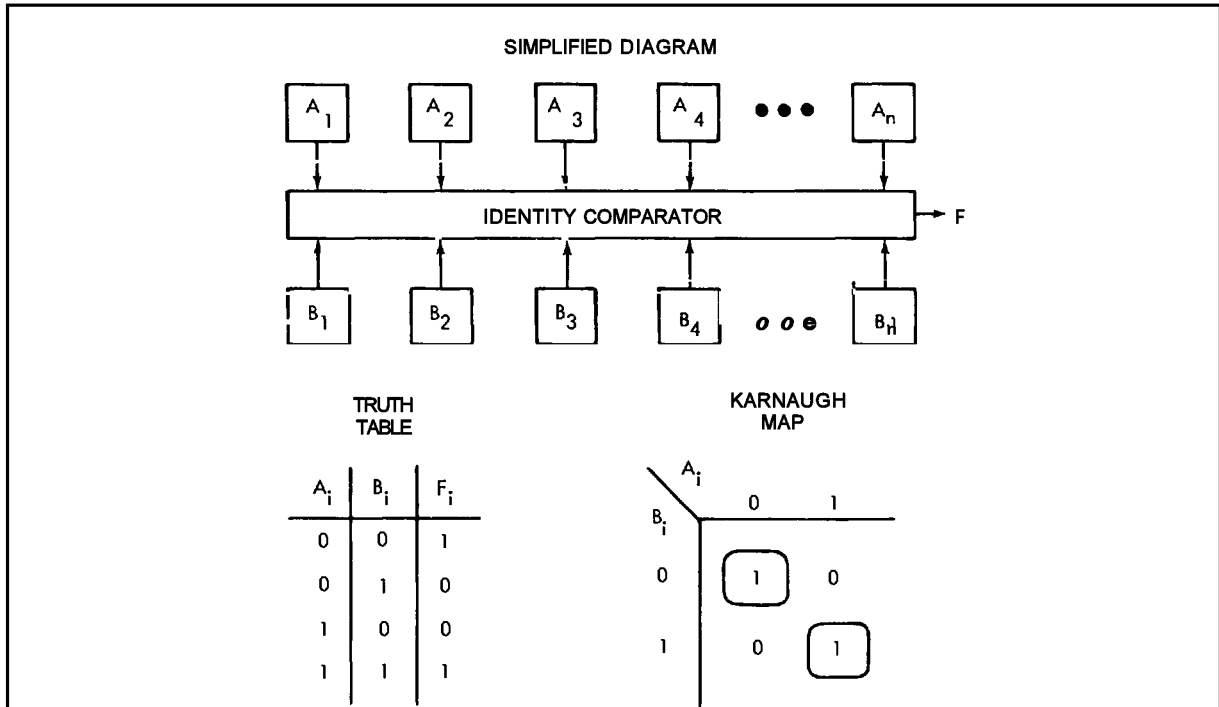 SIMPLIFIED DIAGRAM
A1 A2 A3 A4 ●●● An
IDENTITY COMPARATOR F
B1 B2 B3 B4 o o e Bn
TRUTH TABLE
Ai Bi Fi
0 0 1
0 1 0
1 0 0
1 1 1
KARNAUGH MAP
Ai
Bi 0 1
0 1 0
1 0 1